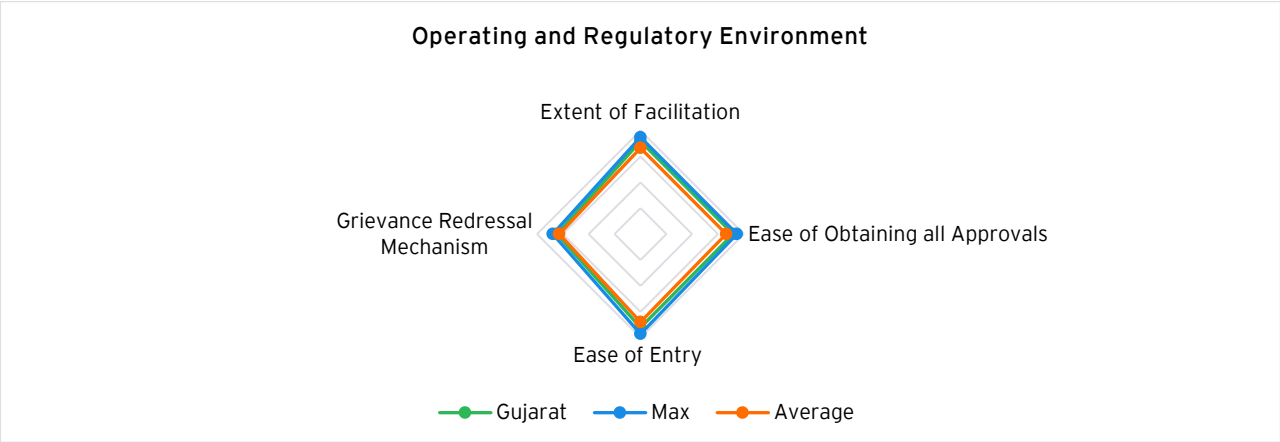 Operating and Regulatory Environment
Extent of Facilitation
Grievance Redressal
Mechanism
Ease of Obtaining all Approvals
Ease of Entry
Gujarat
Max
Average